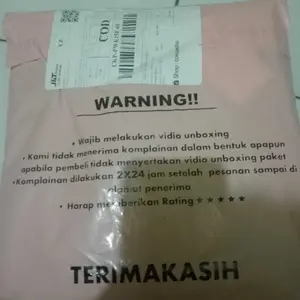 J&T
COD
WARNING!!
• Wajib melakukan vidio unboxing
• Kami tidak menerima komplainan dalam bentuk apapun
apabila pembeli tidak menyertakan vidio unboxing paket
• Komplainan dilakukan 2X24 jam setelah pesanan sampai di
alamat penerima
• Harap memberikan Rating ★ ★ ★ ★ ★
TERIMAKASIH